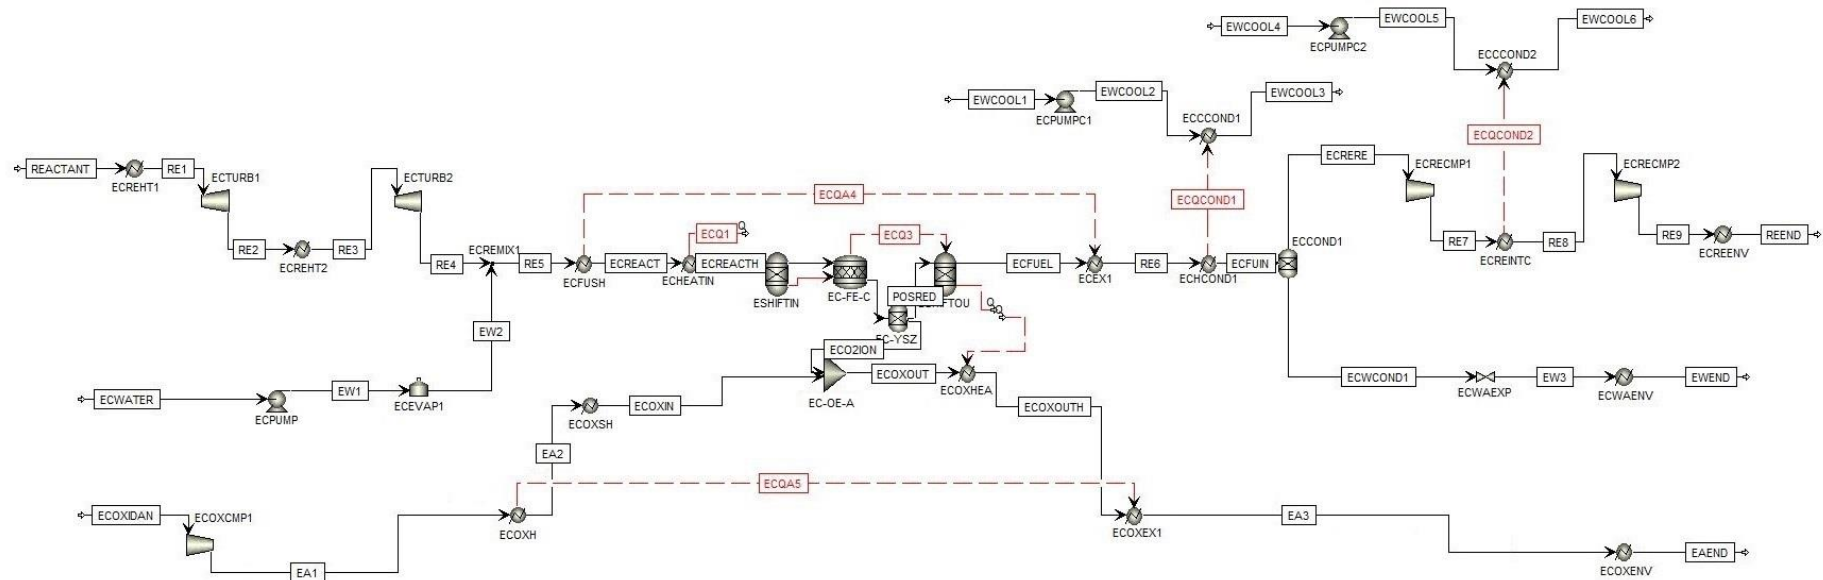 EWCOOL4
ECPUMPC2
EWCOOL5
EWCOOL6
ECCCOND2
EWCOOL1
ECPUMPC1
EWCOOL2
EWCOOL3
ECCCOND1
ECQCOND2
REACTANT
ECREHT1
RE1
ECTURB1
ECTURB2
RE2
ECREHT2
RE3
RE4
ECREMIX1
RE5
ECFUSH
ECQA4
ECREACT
ECQ1
Q
ECHEATIN
ECREACTH
ESHIFTIN
ECQ3
EC-FE-C
POSRED
EC-YSZ
ECFUEL
Q
Q
ECEX1
RE6
ECQCOND1
ECHCOND1
ECFUIN
ECCOND1
ECRERE
ECRECMP1
RE7
ECREINTC
RE8
ECRECMP2
RE9
ECREENV
REEND
EW2
ECWATER
ECPUMP
EW1
ECEVAP1
ECO2ION
EC-OE-A
ECOXOUT
ECOXHEA
ECOXOUTH
ECWCOND1
ECWAEXP
EW3
ECWAENV
EWEND
ECOXSH
ECOXIN
EA2
ECQA5
ECOXIDAN
ECOXCMP1
EA1
ECOXH
ECOXEX1
EA3
ECOXENV
EAEND